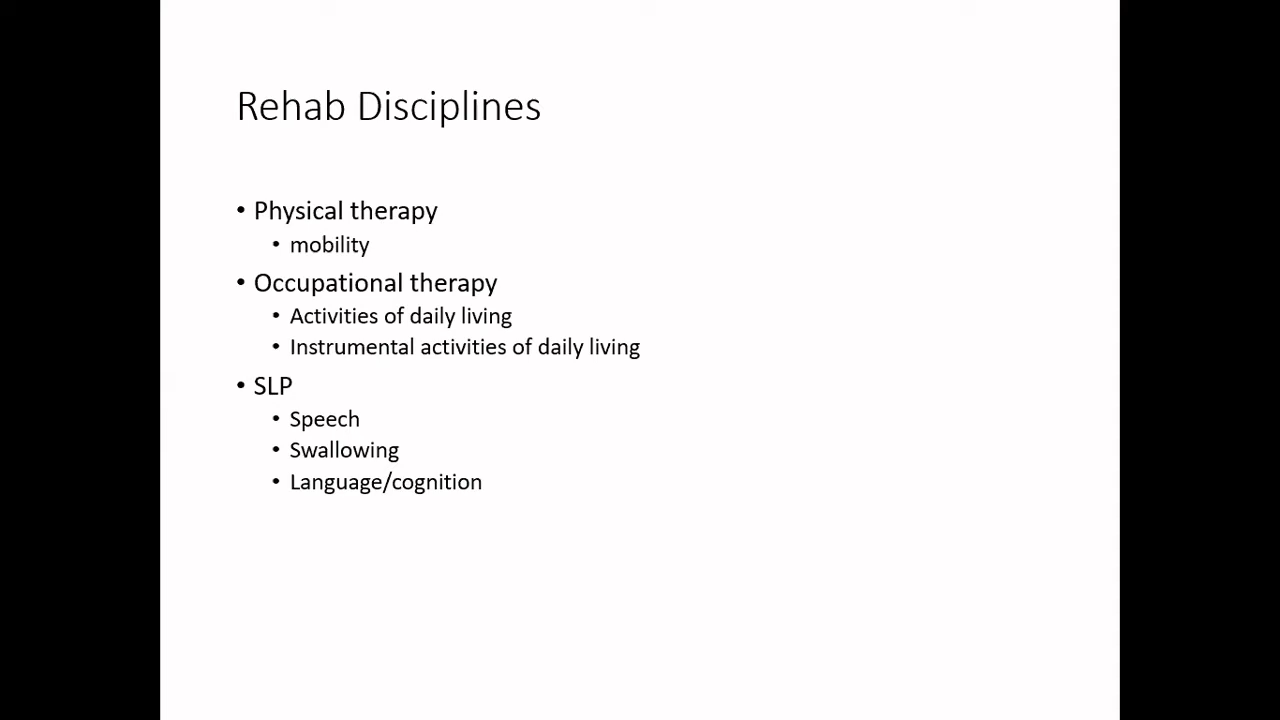 Rehab Disciplines
• Physical therapy
• mobility
• Occupational therapy
• Activities of daily living
• Instrumental activities of daily living
• SLP
• Speech
• Swallowing
• Language/cognition